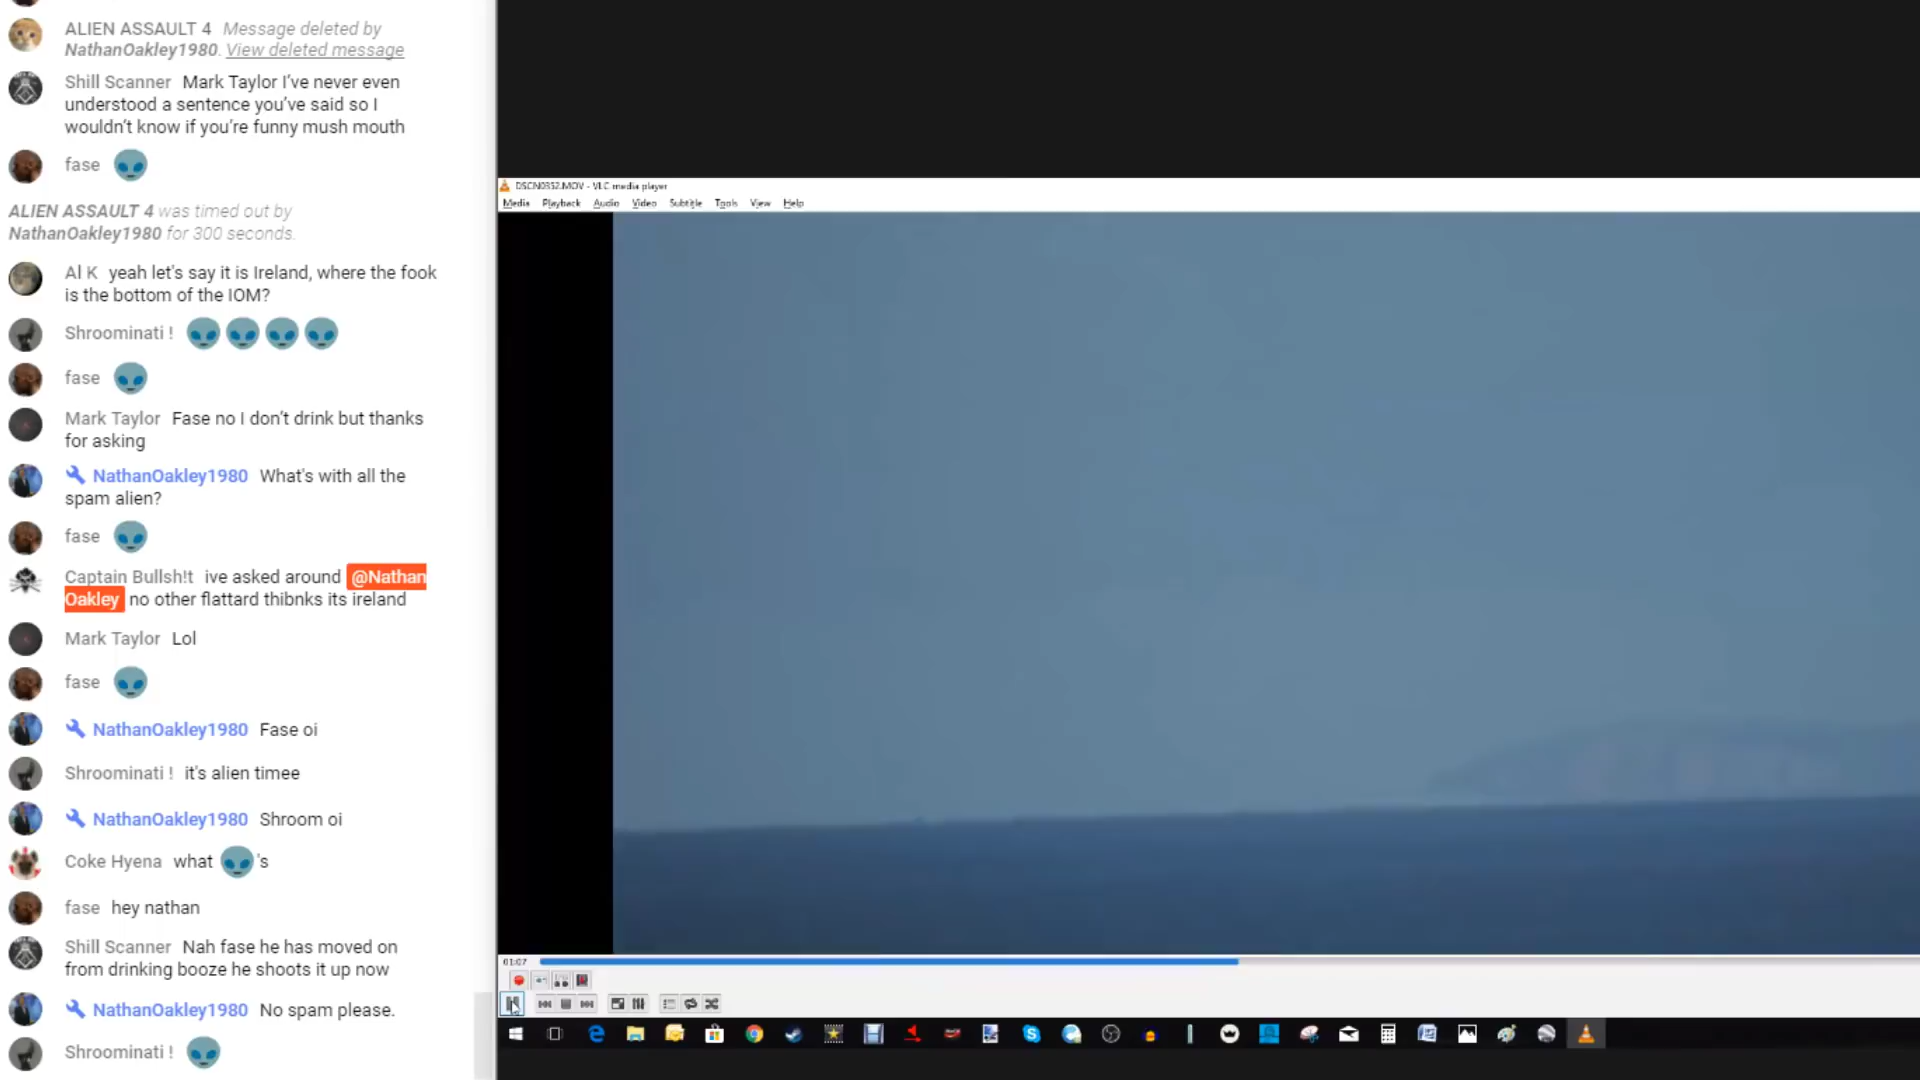 ALIEN ASSAULT 4 Message deleted by
NathanOakley1980. View deleted message
Shill Scanner Mark Taylor I've never even
understood a sentence you've said so I
wouldn't know if you're funny mush mouth
fase
ALIEN ASSAULT 4 was timed out by
NathanOakley1980 for 300 seconds.
Al K yeah let's say it is Ireland, where the fook
is the bottom of the IOM?
Shroominati !
fase
Mark Taylor Fase no I don't drink but thanks
for asking
NathanOakley1980 What's with all the
spam alien?
fase
Captain Bullsh!t ive asked around @Nathan
Oakley no other flattard thibnks its ireland
Mark Taylor Lol
fase
NathanOakley1980 Fase oi
Shroominati ! it's alien timee
NathanOakley1980 Shroom oi
Coke Hyena what 's
fase hey nathan
Shill Scanner Nah fase he has moved on
from drinking booze he shoots it up now
NathanOakley1980 No spam please.
Shroominati !
DSCN0352.MOV - VLC media player
Media Playback Audio Video Subtitle Tools View Help
01:07